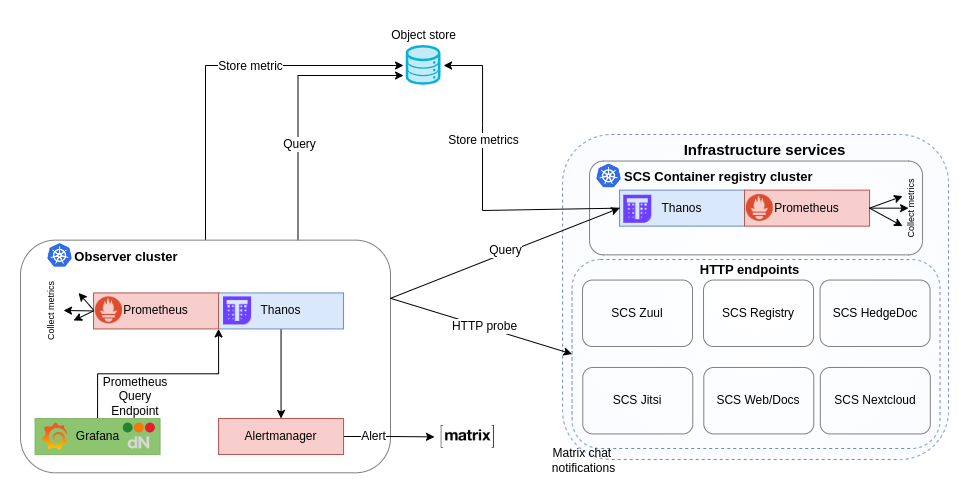 Object store
Store metric
Query
Store metrics
Infrastructure services
SCS Container registry cluster
Thanos
Prometheus
Collect metrics
Query
HTTP probe
HTTP endpoints
SCS Zuul
SCS Registry
SCS HedgeDoc
SCS Jitsi
SCS Web/Docs
SCS Nextcloud
Observer cluster
Collect metrics
Prometheus
Thanos
Prometheus
Query
Endpoint
Grafana
dN
Alertmanager
Alert
[matrix]
Matrix chat
notifications